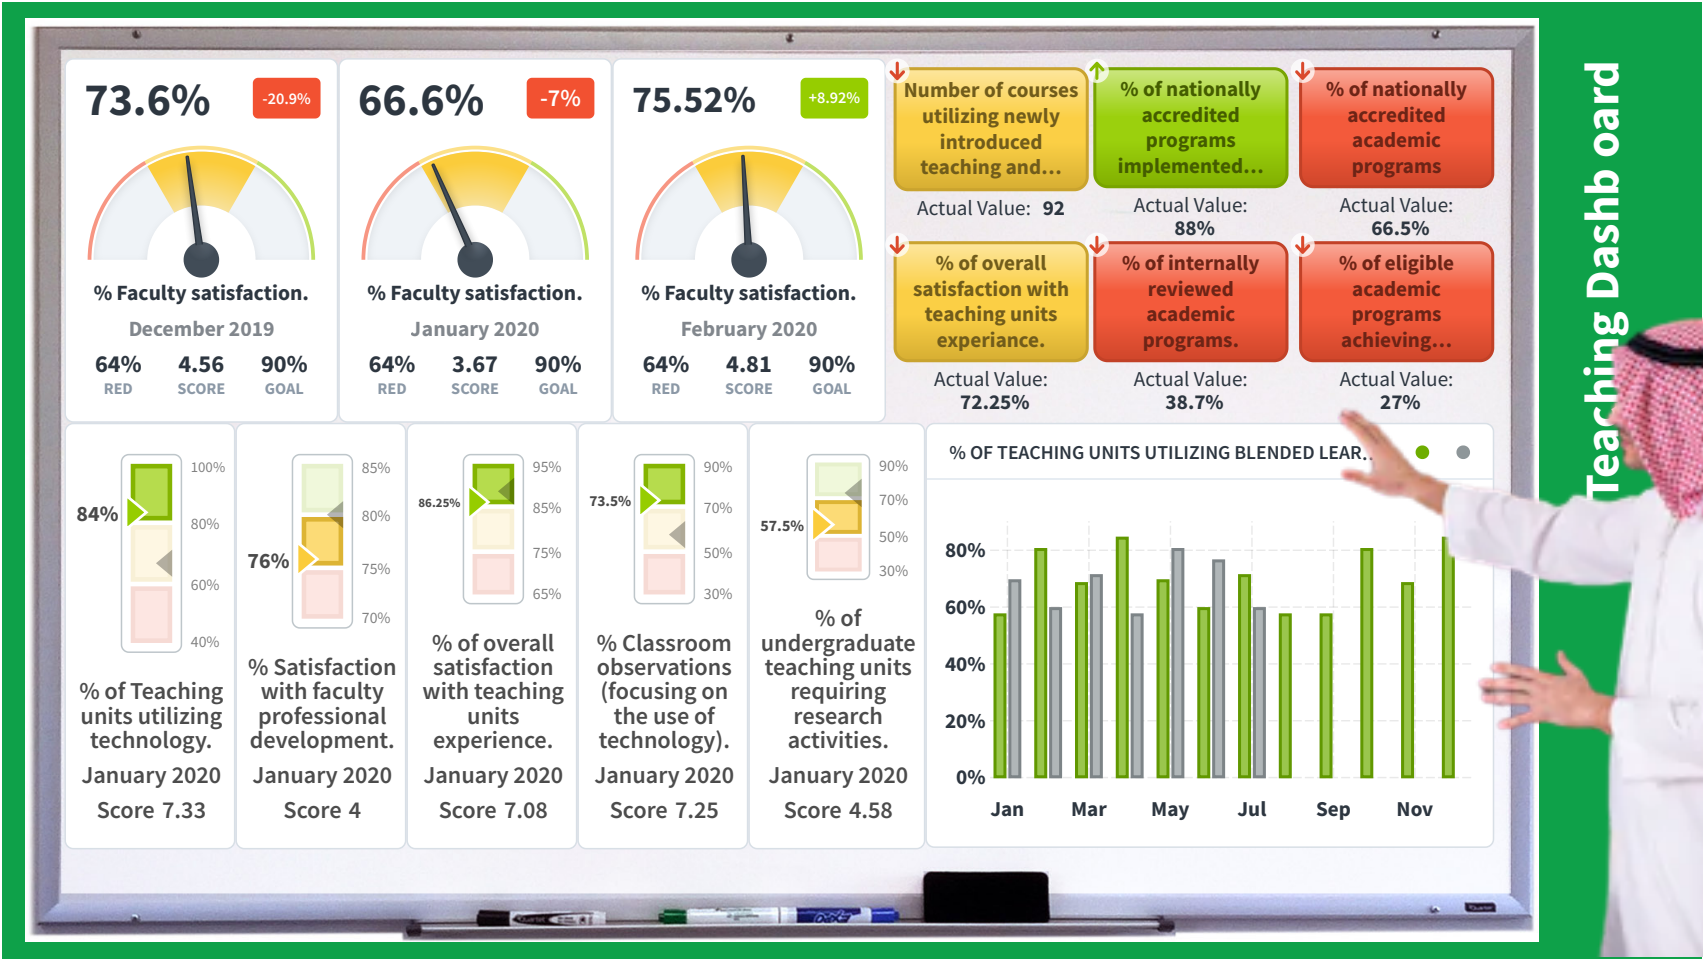 73.6%
-20.9%
% Faculty satisfaction.
December 2019
64% 4.56 90%
RED SCORE GOAL
66.6%
-7%
% Faculty satisfaction.
January 2020
64% 3.67 90%
RED SCORE GOAL
75.52%
+8.92%
% Faculty satisfaction.
February 2020
64% 4.81 90%
RED SCORE GOAL
Number of courses
utilizing newly
introduced
teaching and...
Actual Value: 92
% of nationally
accredited
programs
implemented...
Actual Value:
88%
% of nationally
accredited
academic
programs
Actual Value:
66.5%
% of overall
satisfaction with
teaching units
experiance.
Actual Value:
72.25%
% of internally
reviewed
academic
programs.
Actual Value:
38.7%
% of eligible
academic
programs
achieving...
Actual Value:
27%
Teaching Dashb oard
100%
84%
80%
60%
40%
% of Teaching
units utilizing
technology.
January 2020
Score 7.33
85%
80%
76%
75%
70%
% Satisfaction
with faculty
professional
development.
January 2020
Score 4
95%
86.25%
85%
75%
65%
% of overall
satisfaction
with teaching
units
experience.
January 2020
Score 7.08
90%
73.5%
70%
50%
30%
% Classroom
observations
(focusing on
the use of
technology).
January 2020
Score 7.25
90%
70%
57.5%
50%
30%
% of
undergraduate
teaching units
requiring
research
activities.
January 2020
Score 4.58
% OF TEACHING UNITS UTILIZING BLENDED LEAR..
80%
60%
40%
20%
0%
Jan Mar May Jul Sep Nov